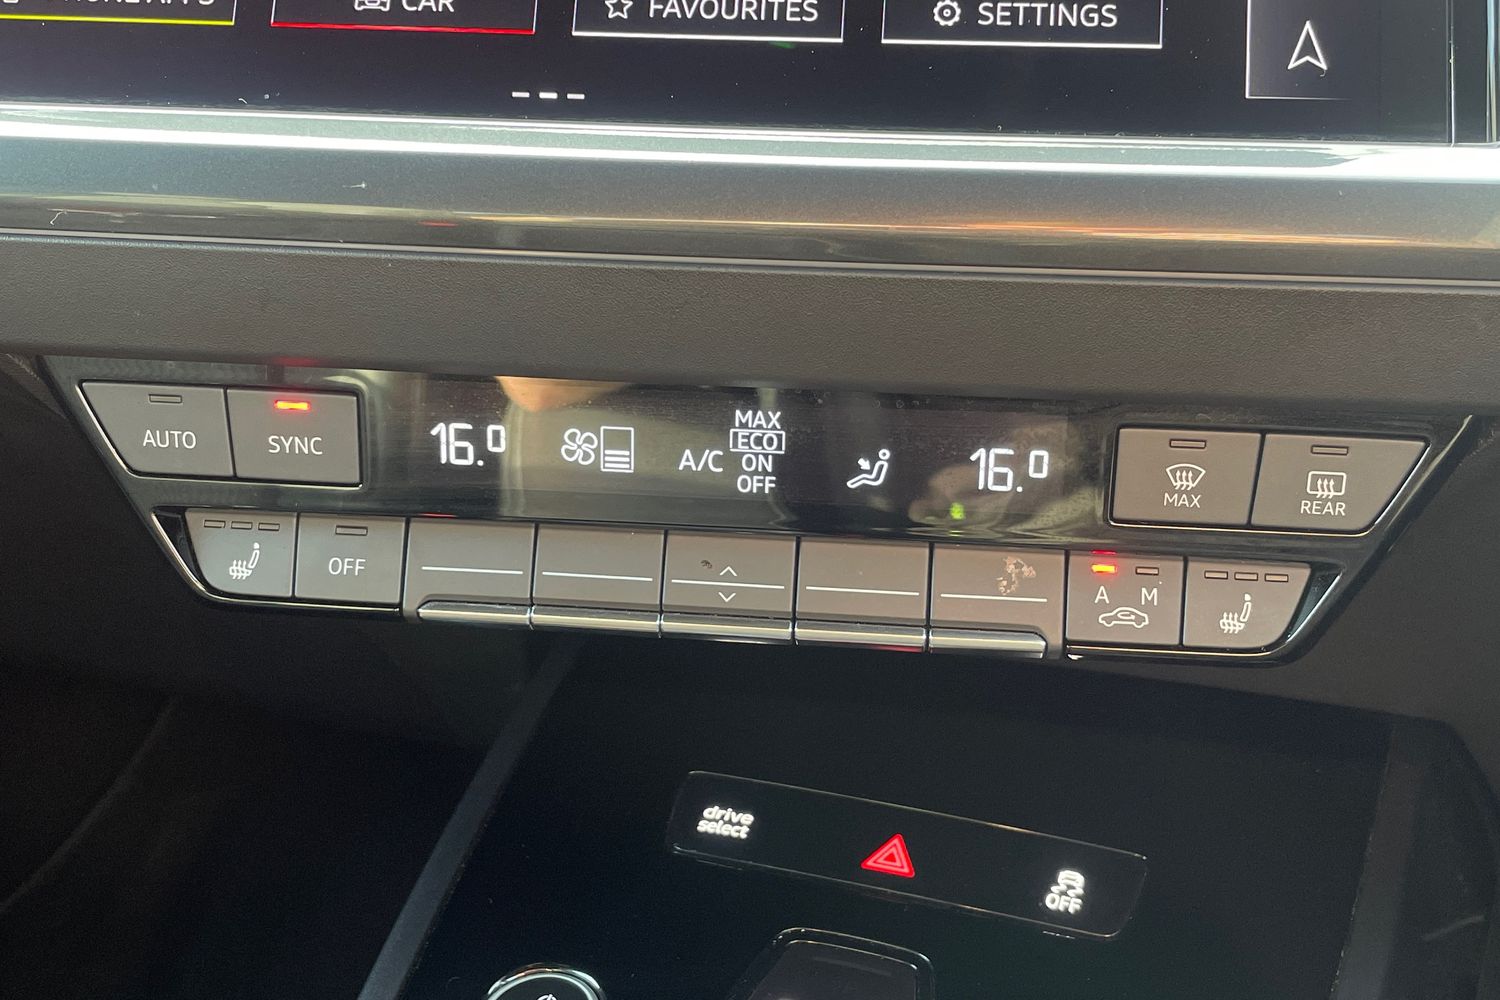 CAR
FAVOURITES
SETTINGS
AUTO
SYNC
16.0
A/C
MAX
ECO
ON
OFF
16.0
MAX
REAR
OFF
A M
drive
select
OFF